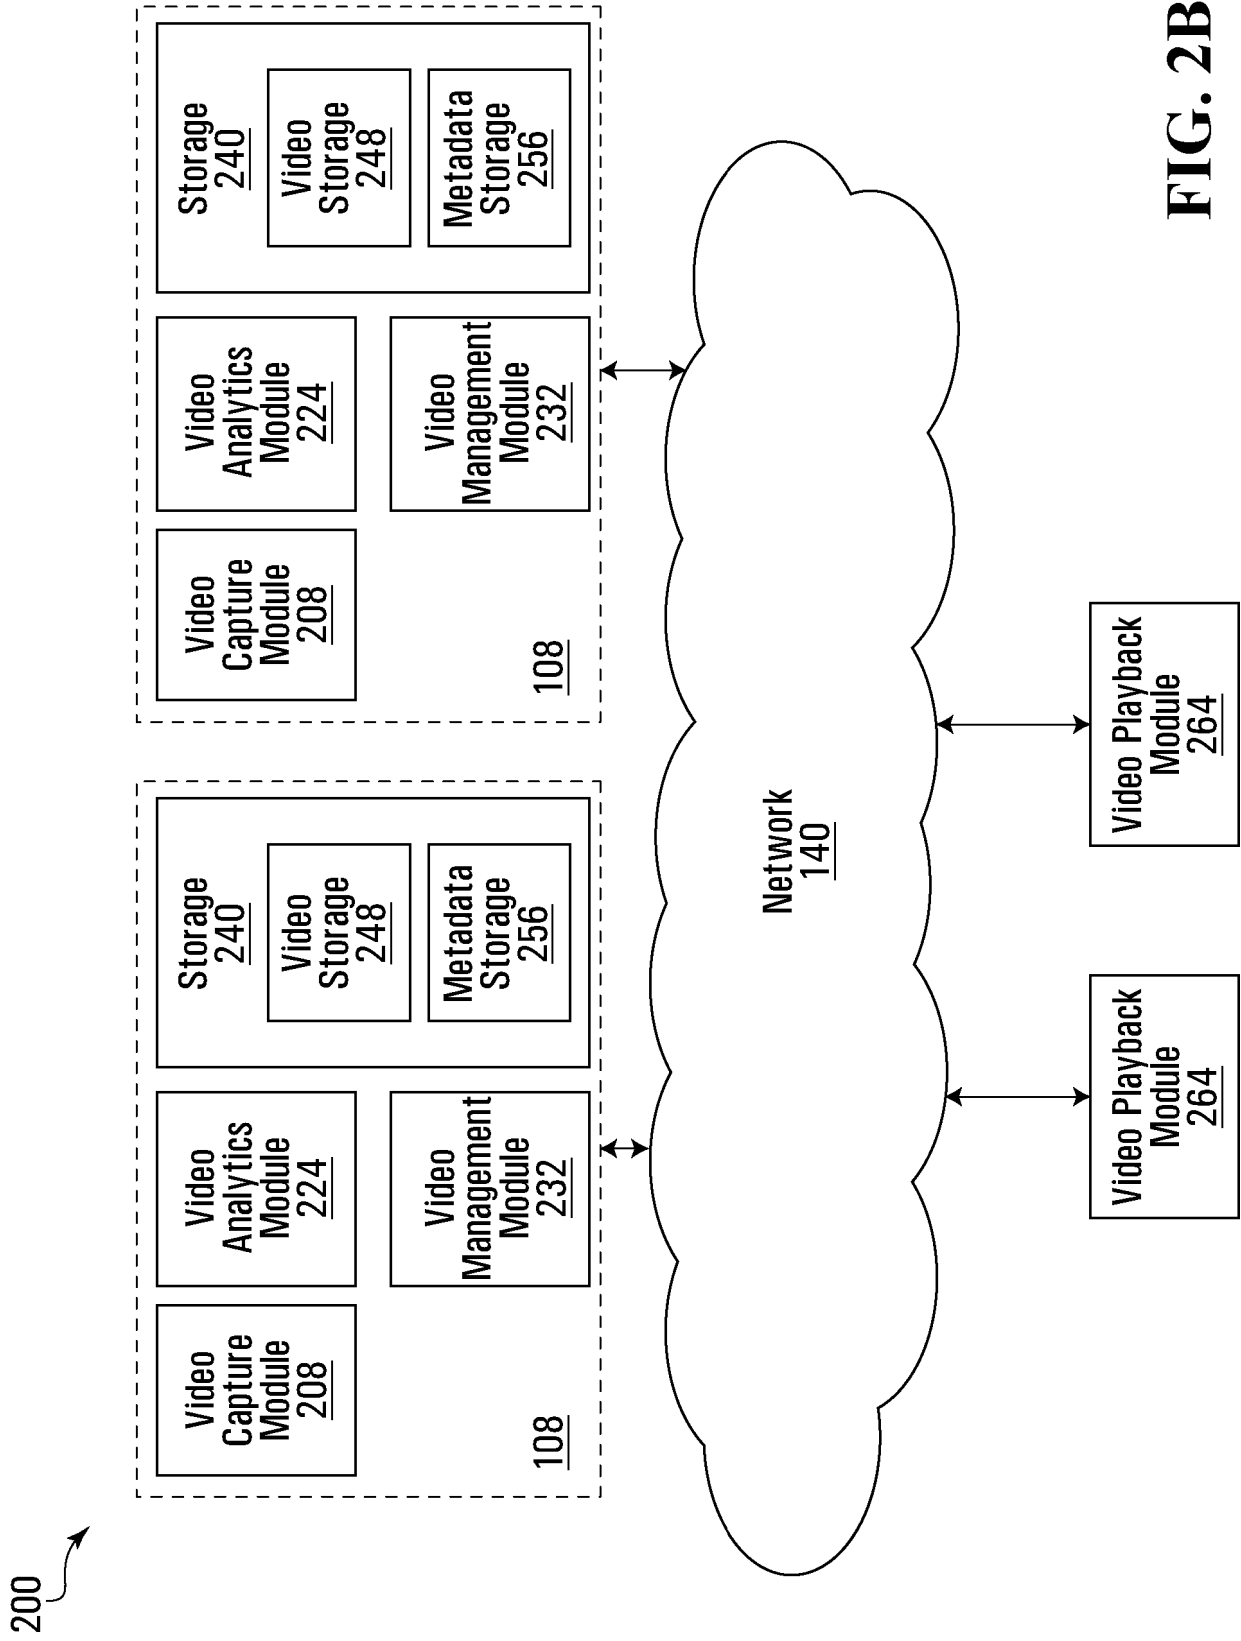 200
Video
Capture
Module
208
Video
Analytics
Module
224
Storage
240
Video
Storage
248
Metadata
Storage
256
Video
Management
Module
232
108
Video
Capture
Module
208
Video
Analytics
Module
224
Storage
240
Video
Storage
248
Metadata
Storage
256
Video
Management
Module
232
108
Network
140
Video Playback
Module
264
Video Playback
Module
264
FIG. 2B